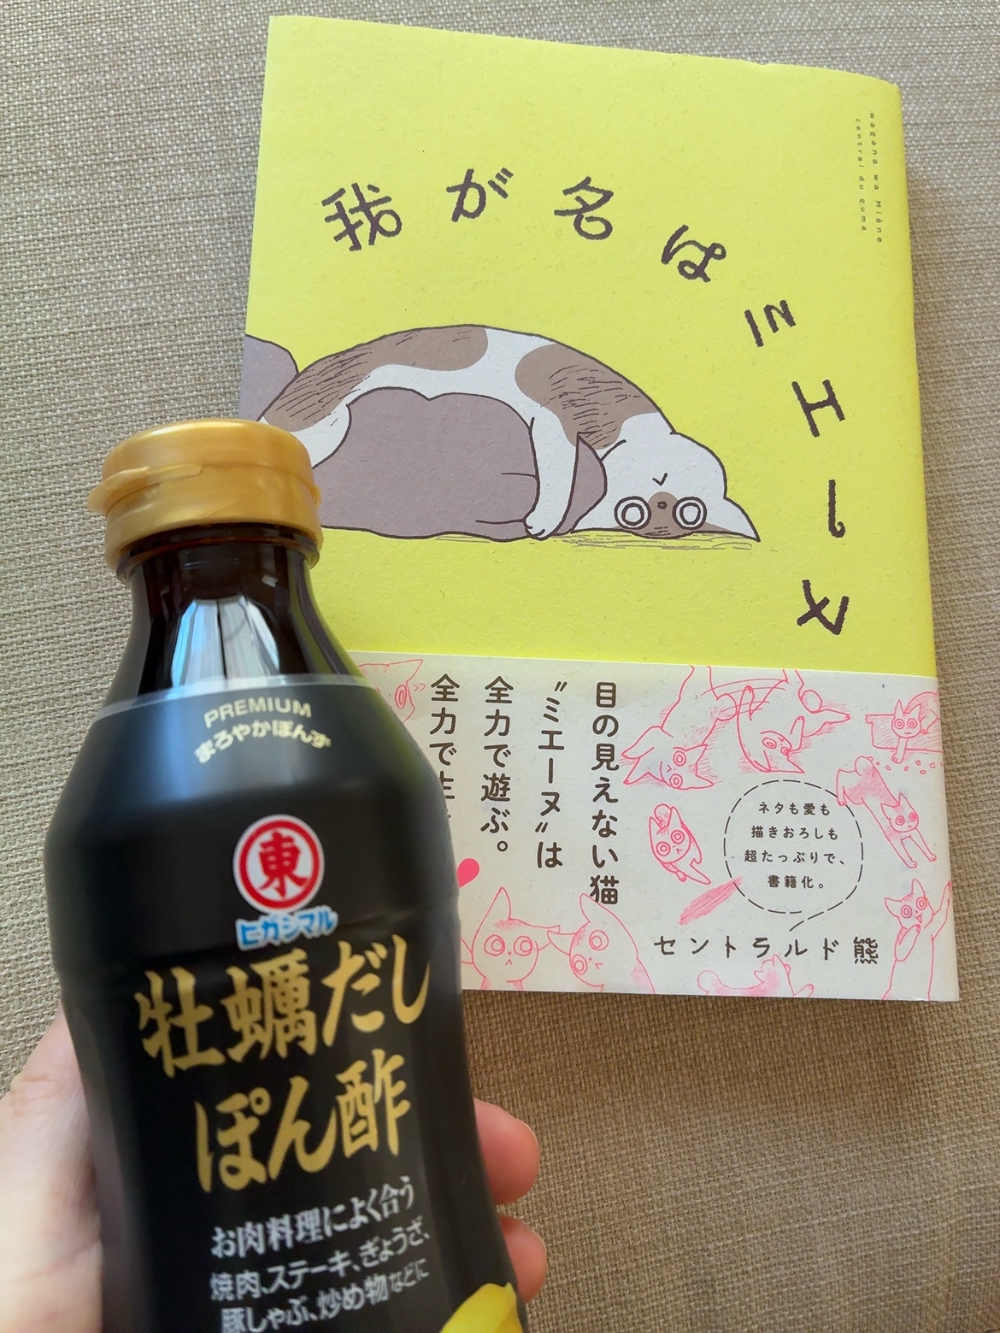 我が名はミエーヌ
wagana wa Miēne
central du guma
目の見えない猫
〝ミエーヌ〟は
全力で遊ぶ。
全力で生
ネタも愛も
描きおろしも
超たっぷりで、
書籍化。
セントラルド熊
PREMIUM
まろやかぽんず
東
ヒガシマル
牡蠣だし
ぽん酢
お肉料理によく合う
焼肉、ステーキ、ぎょうざ、
豚しゃぶ、炒め物などに